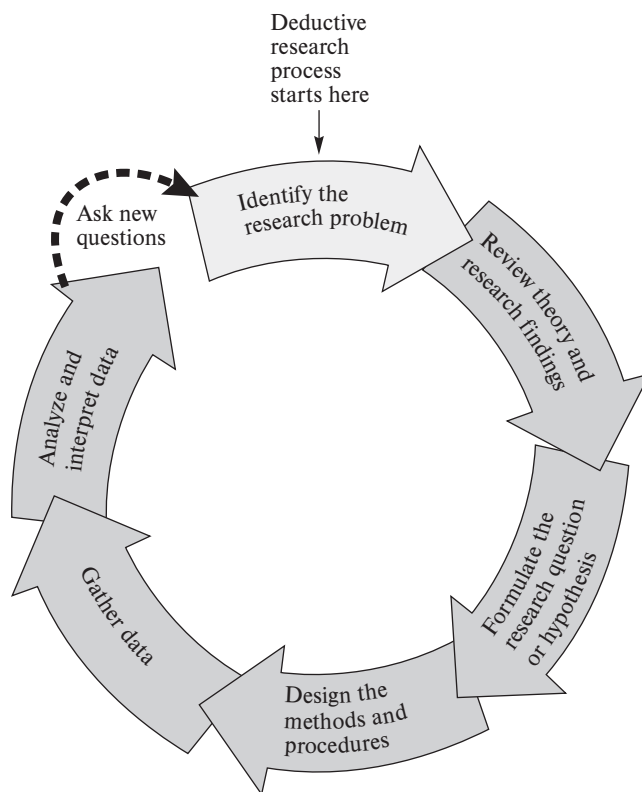 Deductive
research
process
starts here
Identify the
research problem
Review theory and
research findings
Formulate the
research question
or hypothesis
Design the
methods and
procedures
Gather data
Analyze and
interpret data
Ask new
questions